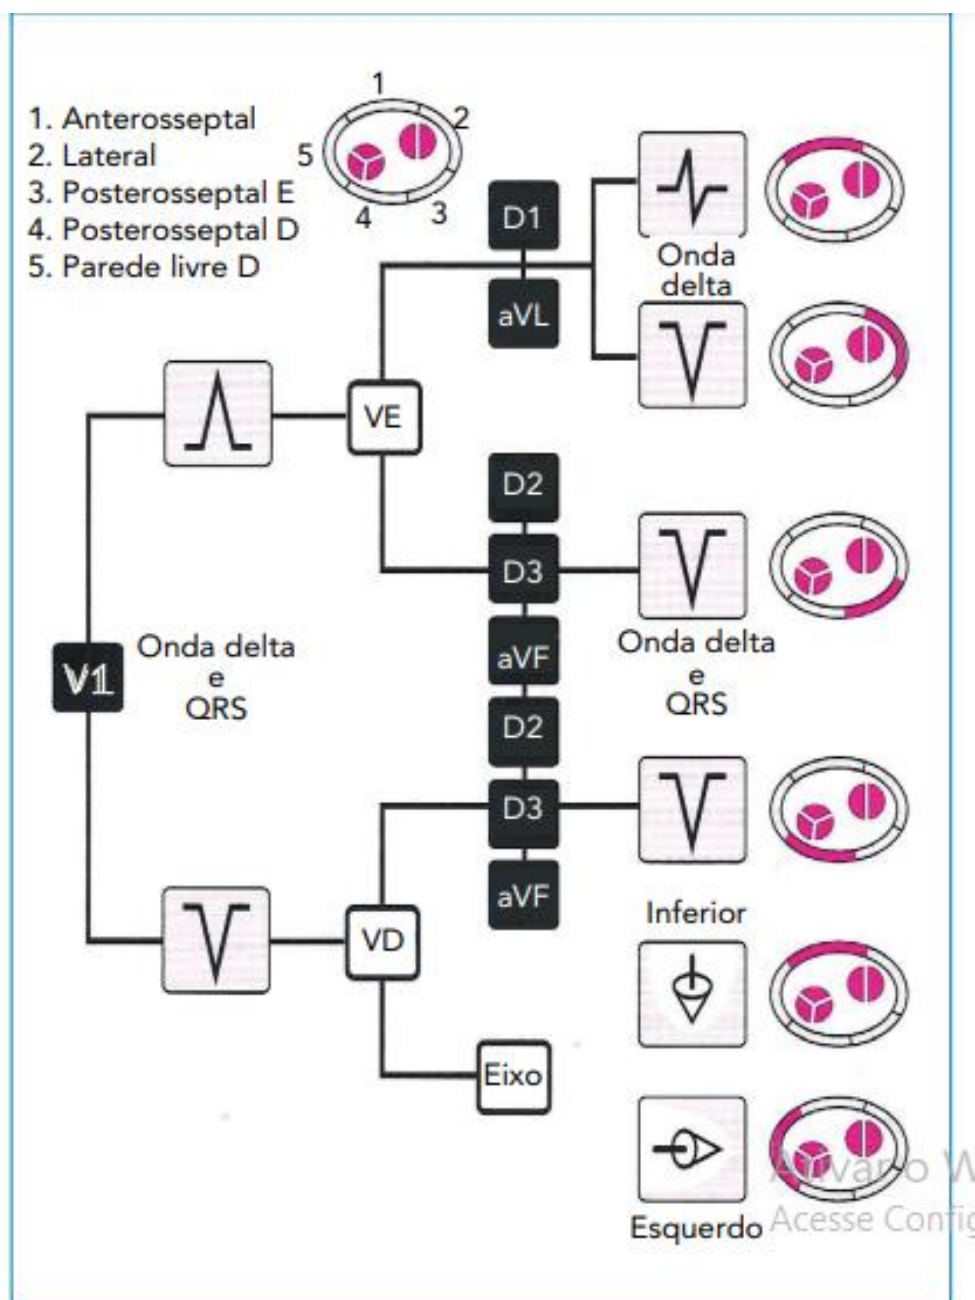 1. Anterosseptal
2. Lateral
3. Posterosseptal E
4. Posterosseptal D
5. Parede livre D
1
2
5
4
3
D1
aVL
Onda
delta
VE
D2
D3
aVF
Onda delta
e
QRS
V1
Onda delta
e
QRS
D2
D3
aVF
VD
Inferior
Eixo
Esquerdo
Acesse Config